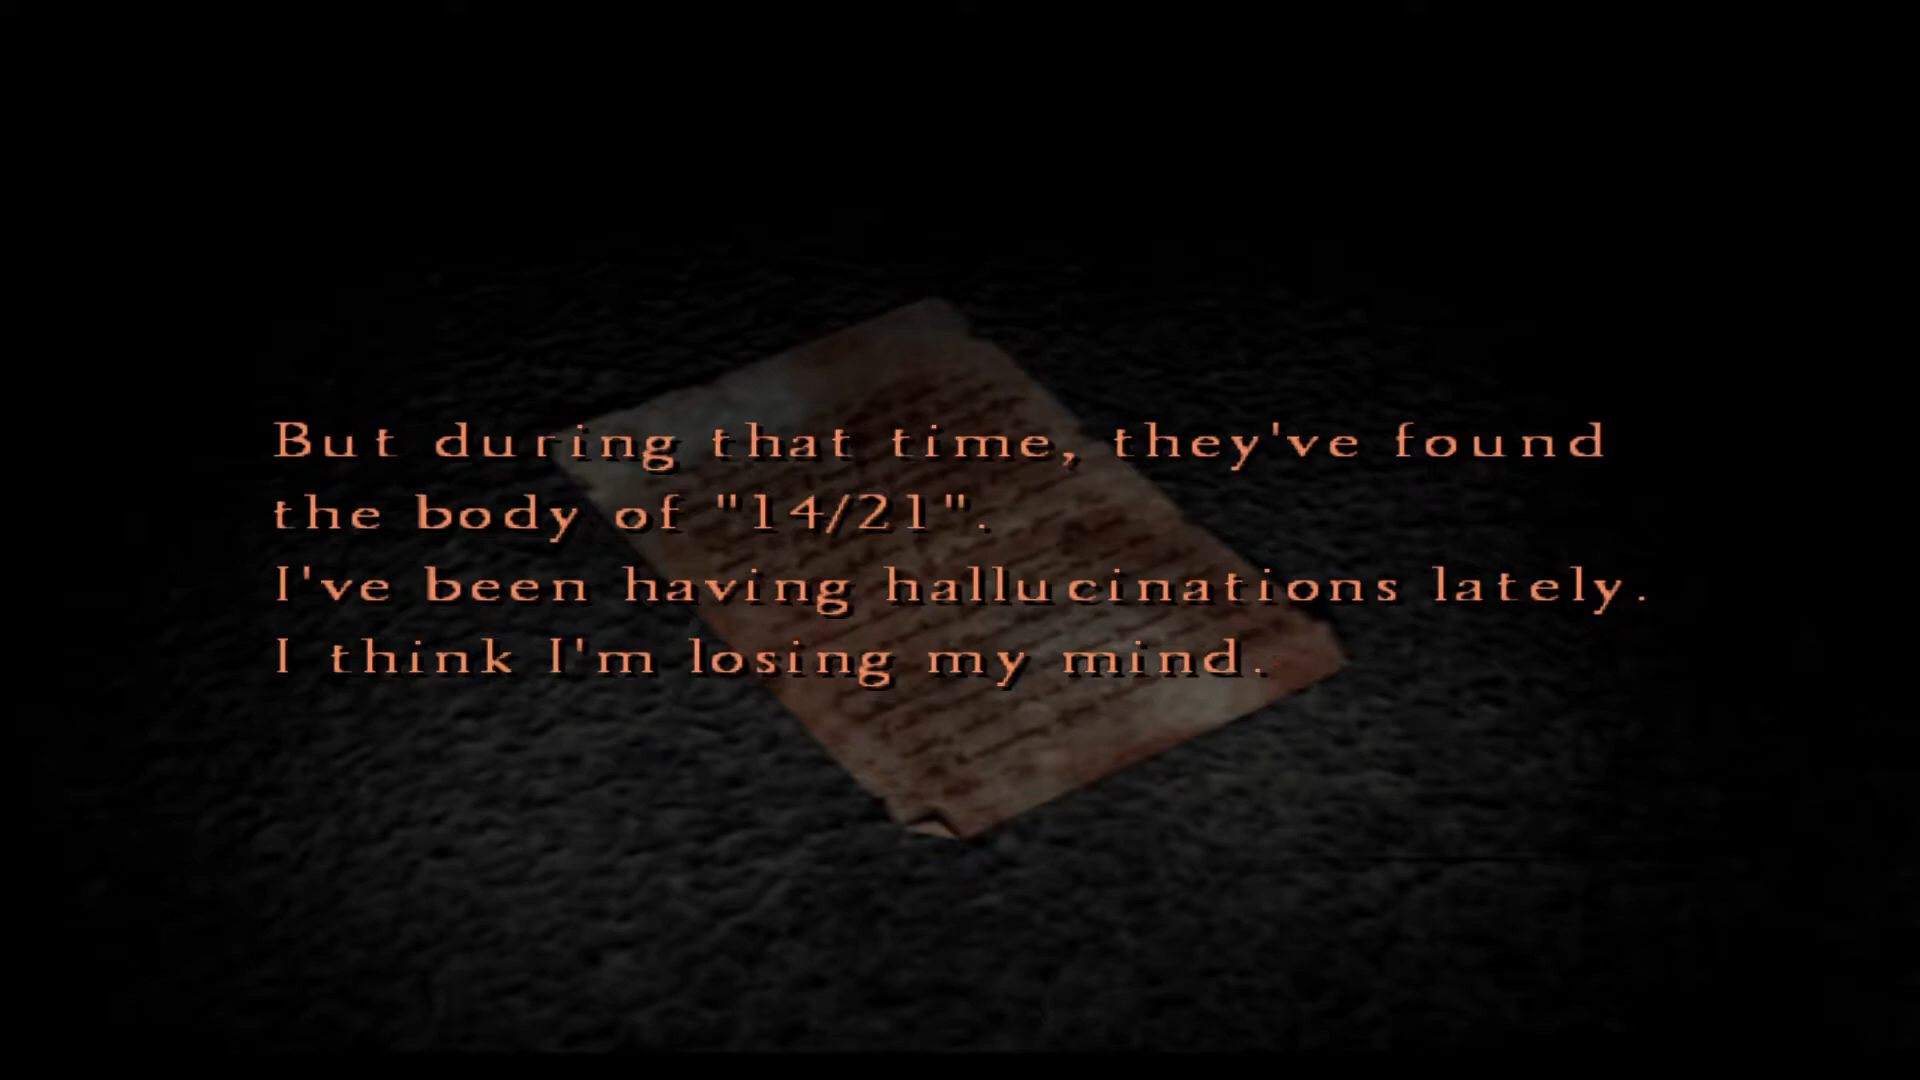 But during that time, they've found
the body of "14/21".
I've been having hallucinations lately.
I think I'm losing my mind.